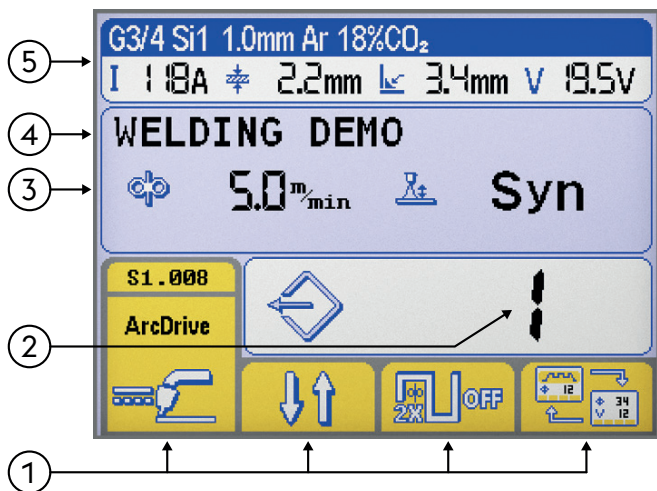 G3/4 Si1 1.0mm Ar 18%CO₂
I 118A 2.2mm 3.4mm V 19.5V
WELDING DEMO
5.0 m/min Syn
S1.008
ArcDrive
1
2X OFF
12
34
V 12
5
4
3
2
1